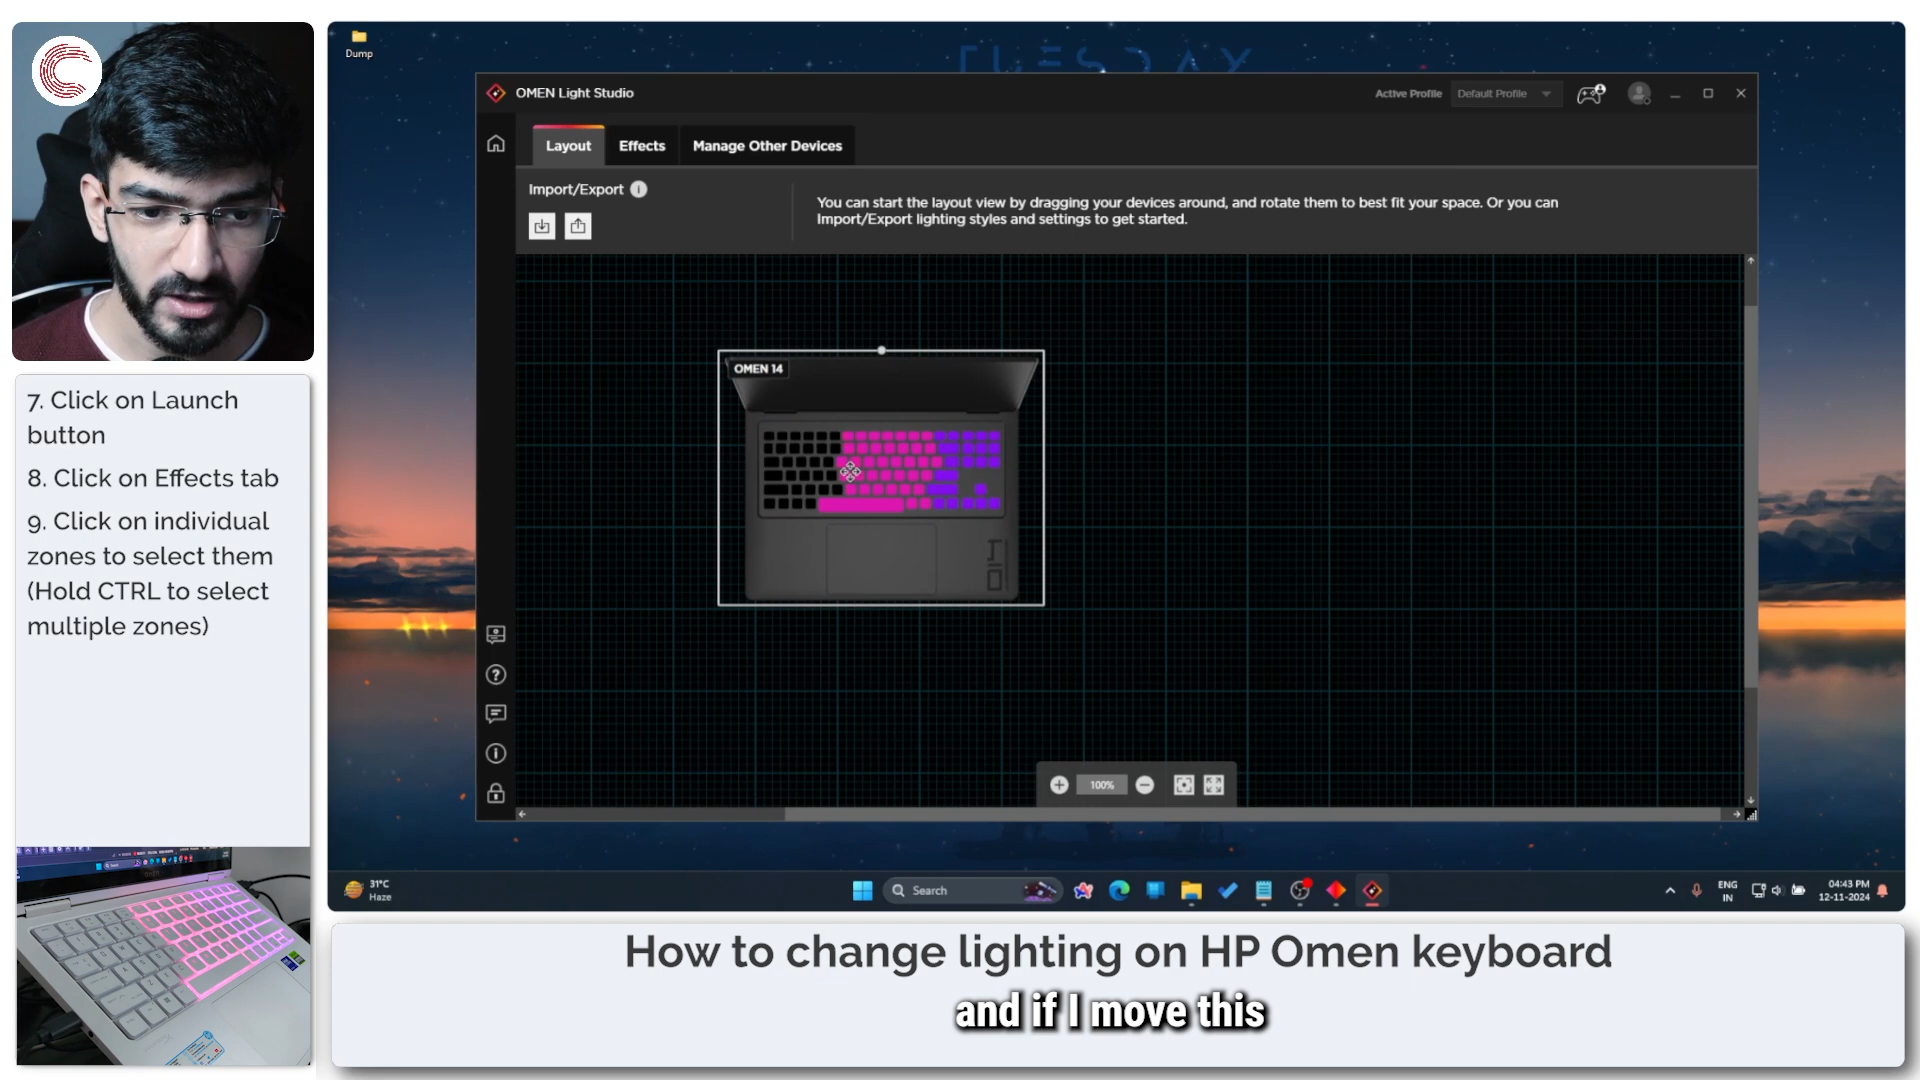 Dump
TUESDAY
OMEN Light Studio
Active Profile
Default Profile
Layout
Effects
Manage Other Devices
Import/Export
You can start the layout view by dragging your devices around, and rotate them to best fit your space. Or you can
Import/Export lighting styles and settings to get started.
OMEN 14
100%
7. Click on Launch
button
8. Click on Effects tab
9. Click on individual
zones to select them
(Hold CTRL to select
multiple zones)
31°C
Haze
Search
ENG
IN
04:43 PM
12-11-2024
How to change lighting on HP Omen keyboard
and if I move this